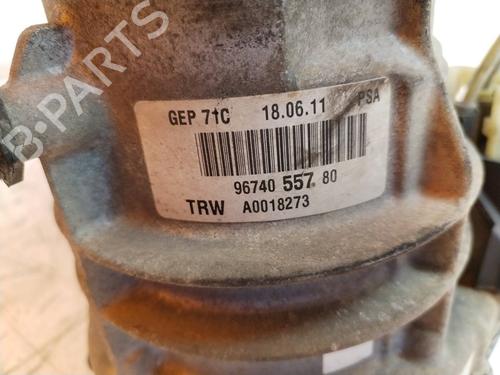 B-PARTS
GEP 71C 18.06.11 PSA
96740 557 80
TRW A0018273